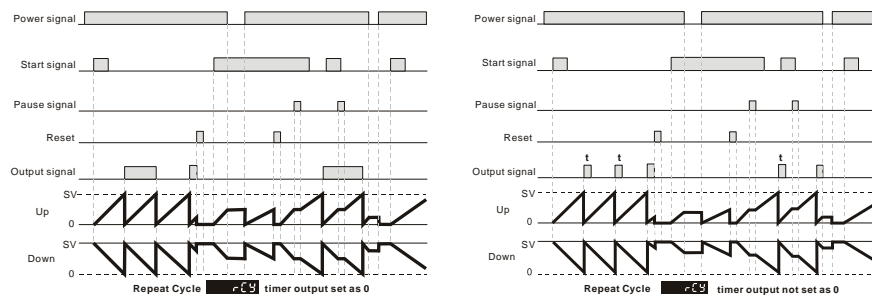 Power signal
Start signal
Pause signal
Reset
Output signal
SV
Up
0
SV
Down
0
Repeat Cycle rCY timer output set as 0
Power signal
Start signal
Pause signal
Reset
t t t
Output signal
SV
Up
0
SV
Down
0
Repeat Cycle rCY timer output not set as 0